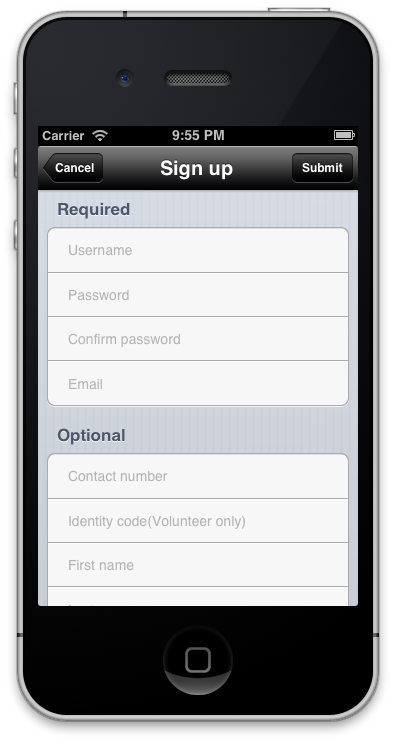 Carrier 9:55 PM
Cancel Sign up Submit
Required
Username
Password
Confirm password
Email
Optional
Contact number
Identity code(Volunteer only)
First name